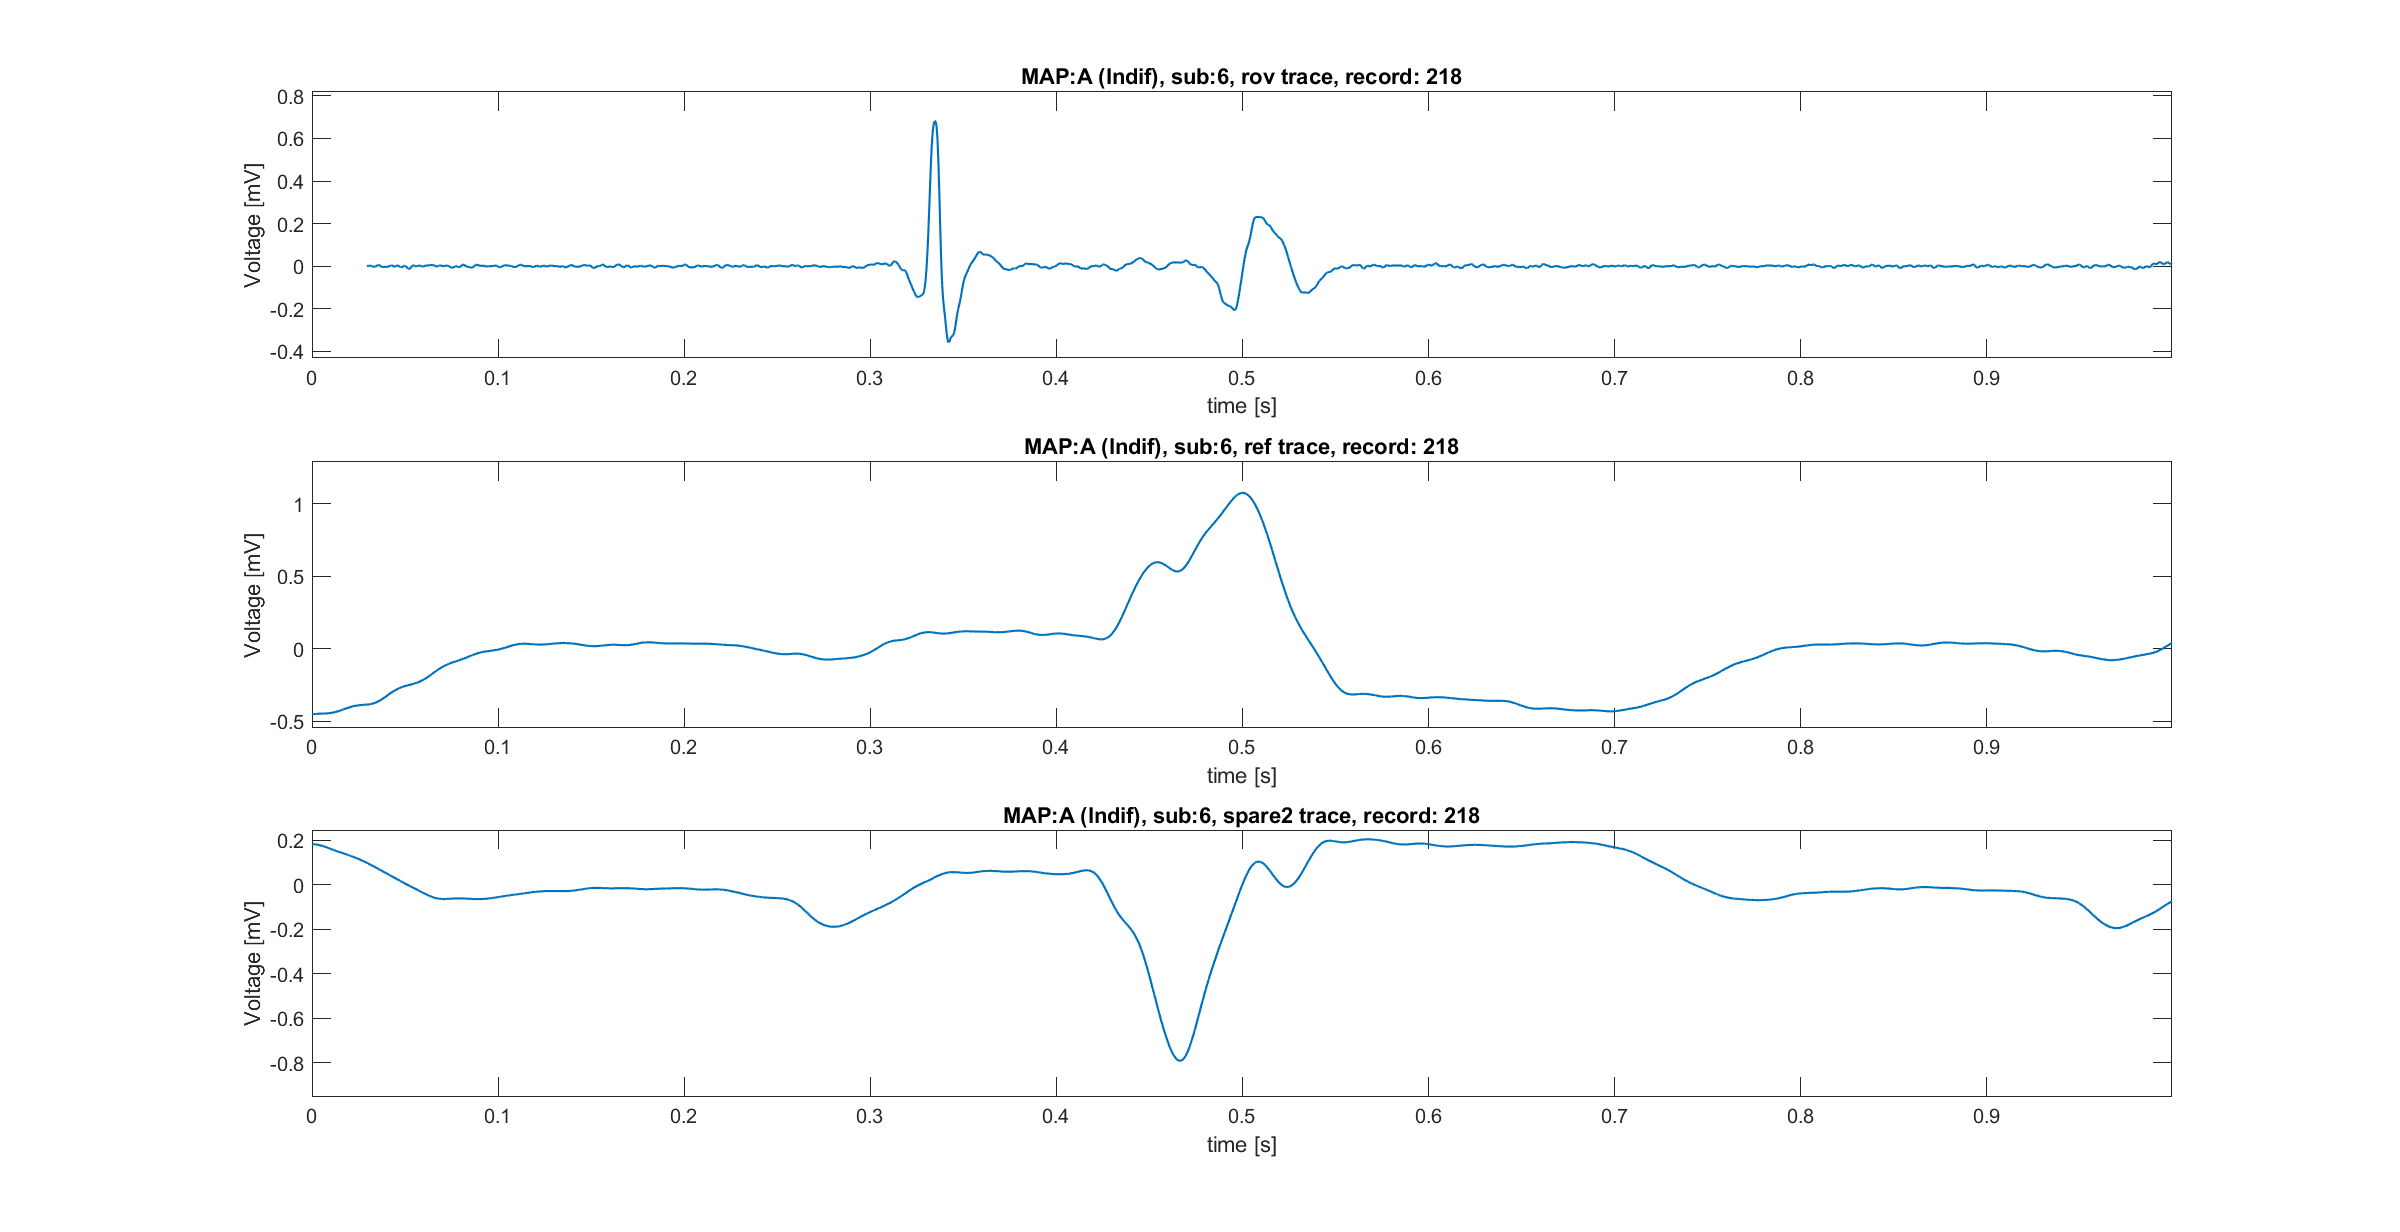 MAP:A (Indif), sub:6, rov trace, record: 218
Voltage [mV]
0.8
0.6
0.4
0.2
0
-0.2
-0.4
0 0.1 0.2 0.3 0.4 0.5 0.6 0.7 0.8 0.9
time [s]
MAP:A (Indif), sub:6, ref trace, record: 218
Voltage [mV]
1
0.5
0
-0.5
0 0.1 0.2 0.3 0.4 0.5 0.6 0.7 0.8 0.9
time [s]
MAP:A (Indif), sub:6, spare2 trace, record: 218
Voltage [mV]
0.2
0
-0.2
-0.4
-0.6
-0.8
0 0.1 0.2 0.3 0.4 0.5 0.6 0.7 0.8 0.9
time [s]